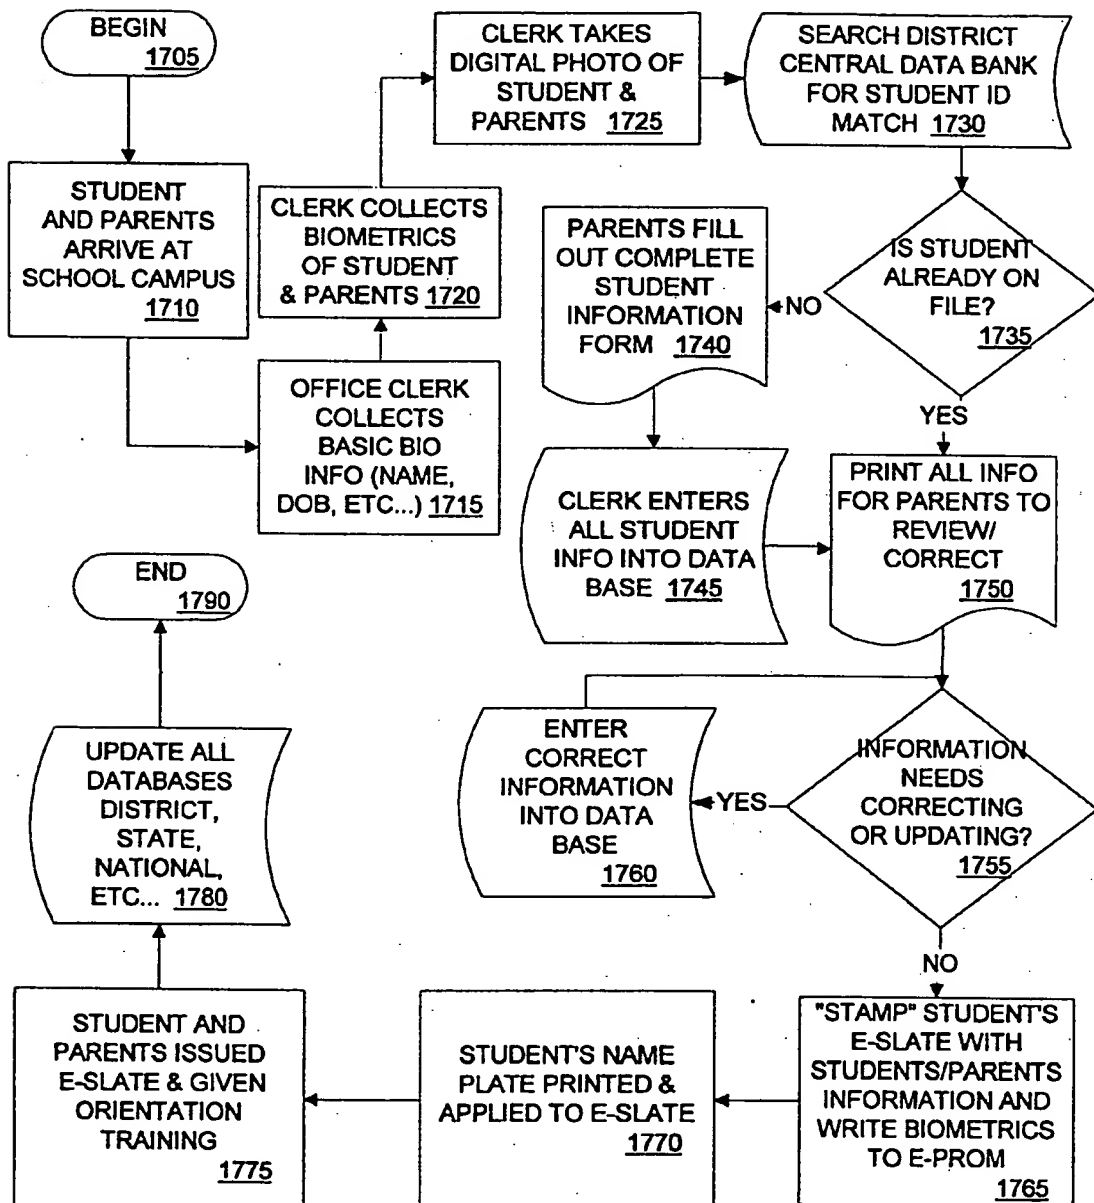 BEGIN
1705
STUDENT
AND PARENTS
ARRIVE AT
SCHOOL CAMPUS
1710
OFFICE CLERK
COLLECTS
BASIC BIO
INFO (NAME,
DOB, ETC...) 1715
CLERK COLLECTS
BIOMETRICS
OF STUDENT
& PARENTS 1720
CLERK TAKES
DIGITAL PHOTO OF
STUDENT &
PARENTS 1725
SEARCH DISTRICT
CENTRAL DATA BANK
FOR STUDENT ID
MATCH 1730
IS STUDENT
ALREADY ON
FILE?
1735
NO
YES
PARENTS FILL
OUT COMPLETE
STUDENT
INFORMATION
FORM 1740
CLERK ENTERS
ALL STUDENT
INFO INTO DATA
BASE 1745
PRINT ALL INFO
FOR PARENTS TO
REVIEW/
CORRECT
1750
INFORMATION
NEEDS
CORRECTING
OR UPDATING?
1755
YES
NO
ENTER
CORRECT
INFORMATION
INTO DATA
BASE
1760
"STAMP" STUDENT'S
E-SLATE WITH
STUDENTS/PARENTS
INFORMATION AND
WRITE BIOMETRICS
TO E-PROM
1765
STUDENT'S NAME
PLATE PRINTED &
APPLIED TO E-SLATE
1770
STUDENT AND
PARENTS ISSUED
E-SLATE & GIVEN
ORIENTATION
TRAINING
1775
UPDATE ALL
DATABASES
DISTRICT,
STATE,
NATIONAL,
ETC... 1780
END
1790